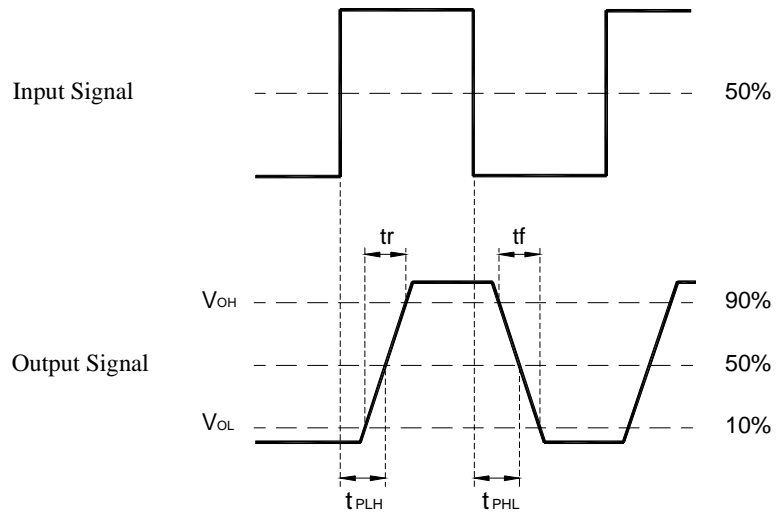 Input Signal 50%
tr tf
VOH 90%
Output Signal 50%
VOL 10%
tPLH tPHL